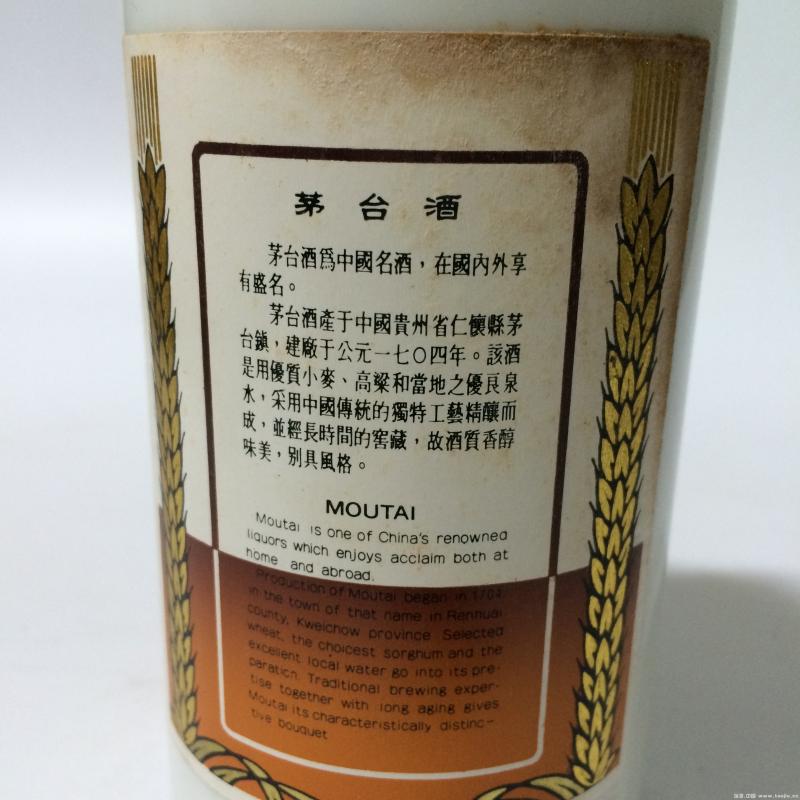 茅台酒
茅台酒爲中國名酒，在國內外享
有盛名。
茅台酒產于中國貴州省仁懷縣茅
台鎮，建廠于公元一七〇四年。該酒
是用優質小麥、高粱和當地之優良泉
水，采用中國傳統的獨特工藝精釀而
成，並經長時間的窖藏，故酒質香醇
味美，别具風格。
MOUTAI
Moutai is one of China's renowned
liquors which enjoys acclaim both at
home and abroad.
Production of Moutai began in 1704
in the town of that name in Renhuai
county, Kweichow province Selected
wheat, the choicest sorghum and the
excellent local water go into its pre-
paration. Traditional brewing exper-
tise together with long aging gives
Moutai its characteristically distinc-
tive bouquet
www.taojiu.cn